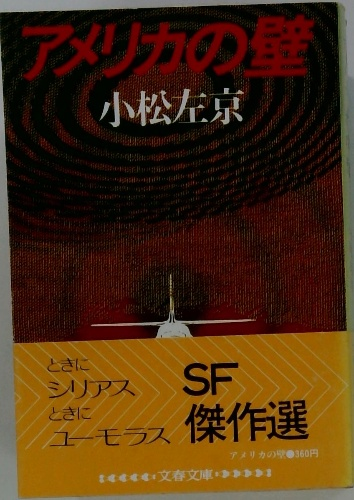 アメリカの壁
小松左京
ときに
シリアス
ときに
ユーモラス
SF
傑作選
アメリカの壁●360円
文春文庫